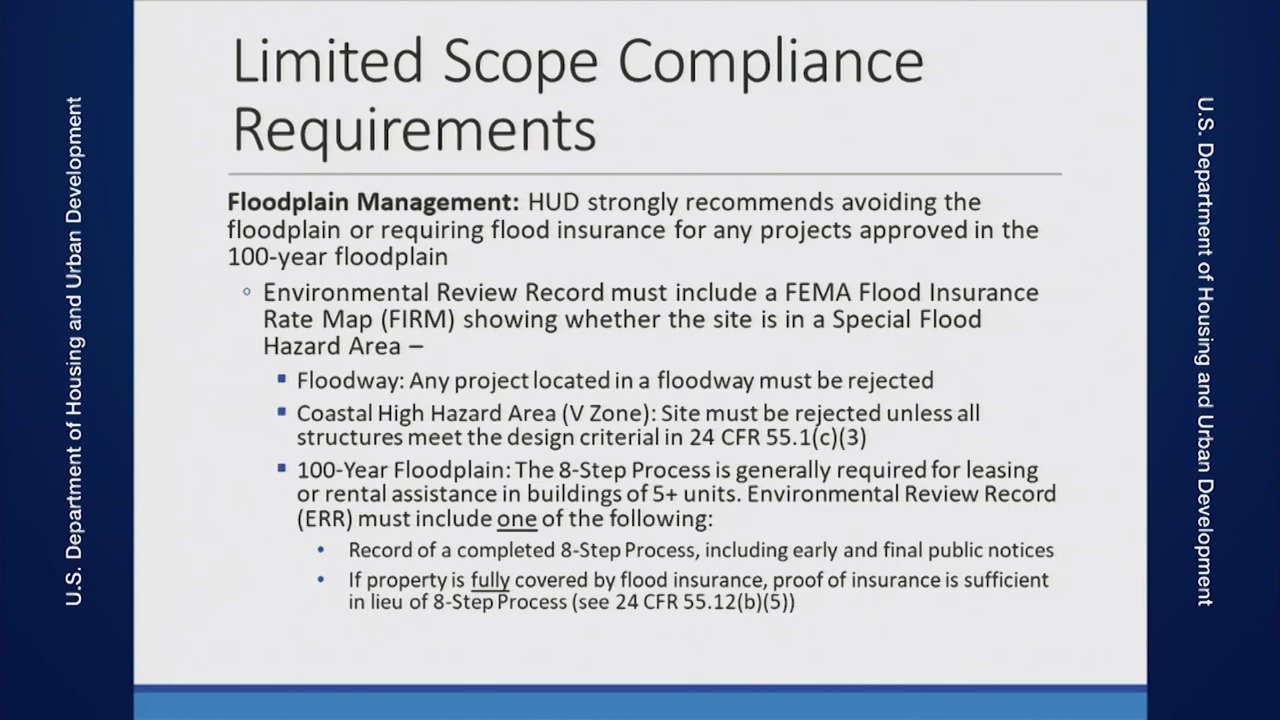 Limited Scope Compliance
Requirements
Floodplain Management: HUD strongly recommends avoiding the
floodplain or requiring flood insurance for any projects approved in the
100-year floodplain
Environmental Review Record must include a FEMA Flood Insurance
Rate Map (FIRM) showing whether the site is in a Special Flood
Hazard Area –
Floodway: Any project located in a floodway must be rejected
Coastal High Hazard Area (V Zone): Site must be rejected unless all
structures meet the design criterial in 24 CFR 55.1(c)(3)
100-Year Floodplain: The 8-Step Process is generally required for leasing
or rental assistance in buildings of 5+ units. Environmental Review Record
(ERR) must include one of the following:
Record of a completed 8-Step Process, including early and final public notices
If property is fully covered by flood insurance, proof of insurance is sufficient
in lieu of 8-Step Process (see 24 CFR 55.12(b)(5))
U.S. Department of Housing and Urban Development
U.S. Department of Housing and Urban Development